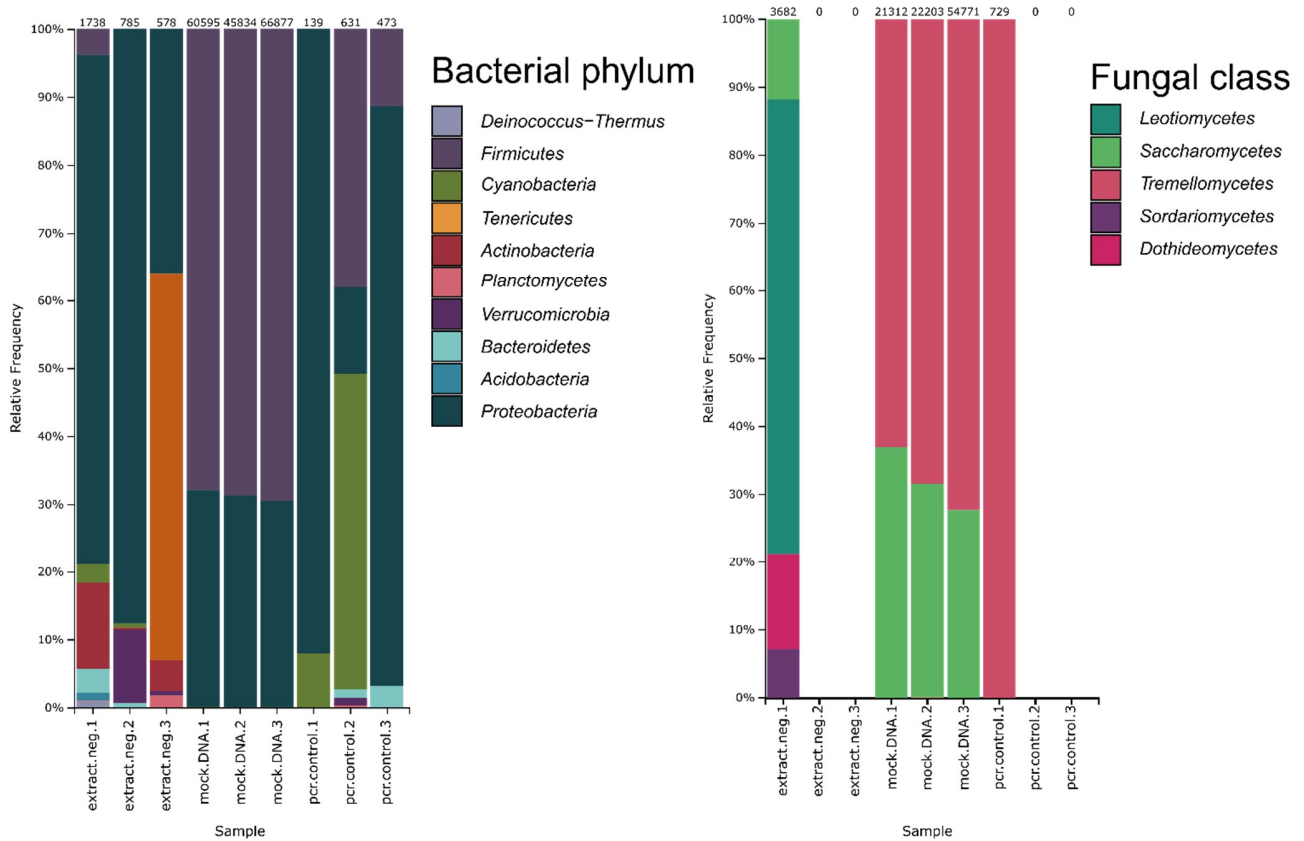 1738 785 578 60595 45834 66877 139 631 473
100%
90%
80%
70%
60%
50%
40%
30%
20%
10%
0%
Relative Frequency
extract.neg.1
extract.neg.2
extract.neg.3
mock.DNA.1
mock.DNA.2
mock.DNA.3
pcr.control.1
pcr.control.2
pcr.control.3
Sample
Bacterial phylum
Deinococcus−Thermus
Firmicutes
Cyanobacteria
Tenericutes
Actinobacteria
Planctomycetes
Verrucomicrobia
Bacteroidetes
Acidobacteria
Proteobacteria
3682 0 0 21312 22203 54771 729 0 0
100%
90%
80%
70%
60%
50%
40%
30%
20%
10%
0%
Relative Frequency
extract.neg.1
extract.neg.2
extract.neg.3
mock.DNA.1
mock.DNA.2
mock.DNA.3
pcr.control.1
pcr.control.2
pcr.control.3
Sample
Fungal class
Leotiomycetes
Saccharomycetes
Tremellomycetes
Sordariomycetes
Dothideomycetes